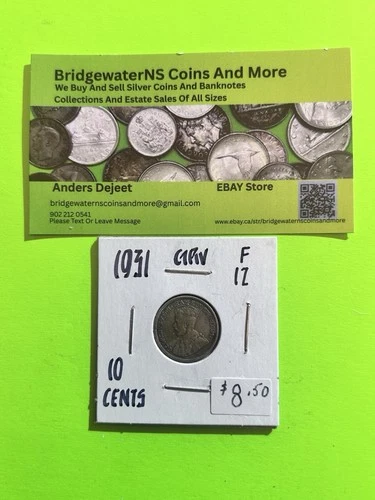 BridgewaterNS Coins And More
We Buy And Sell Silver Coins And Banknotes
Collections And Estate Sales Of All Sizes
Anders Dejeet
EBAY Store
bridgewaternscoinsandmore@gmail.com
902 212 0541
Please Text Or Leave Message
www.ebay.ca/str/bridgewaternscoinsandmore
1931 GRV F
12
10
CENTS
$8.50